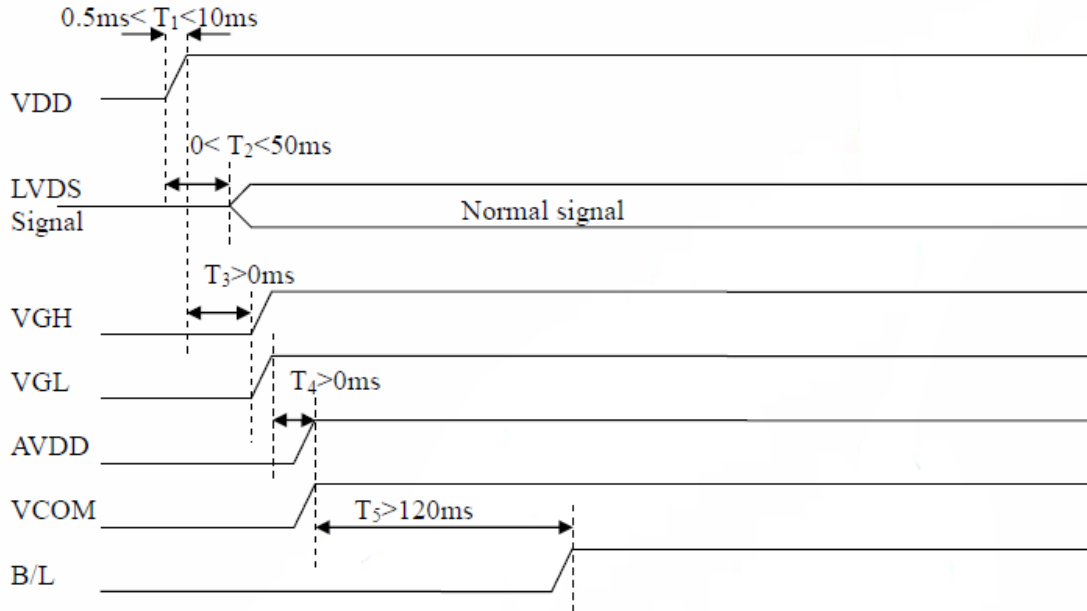 0.5ms< T₁<10ms
VDD
0< T₂<50ms
LVDS
Signal
Normal signal
T₃>0ms
VGH
VGL
T₄>0ms
AVDD
VCOM
T₅>120ms
B/L